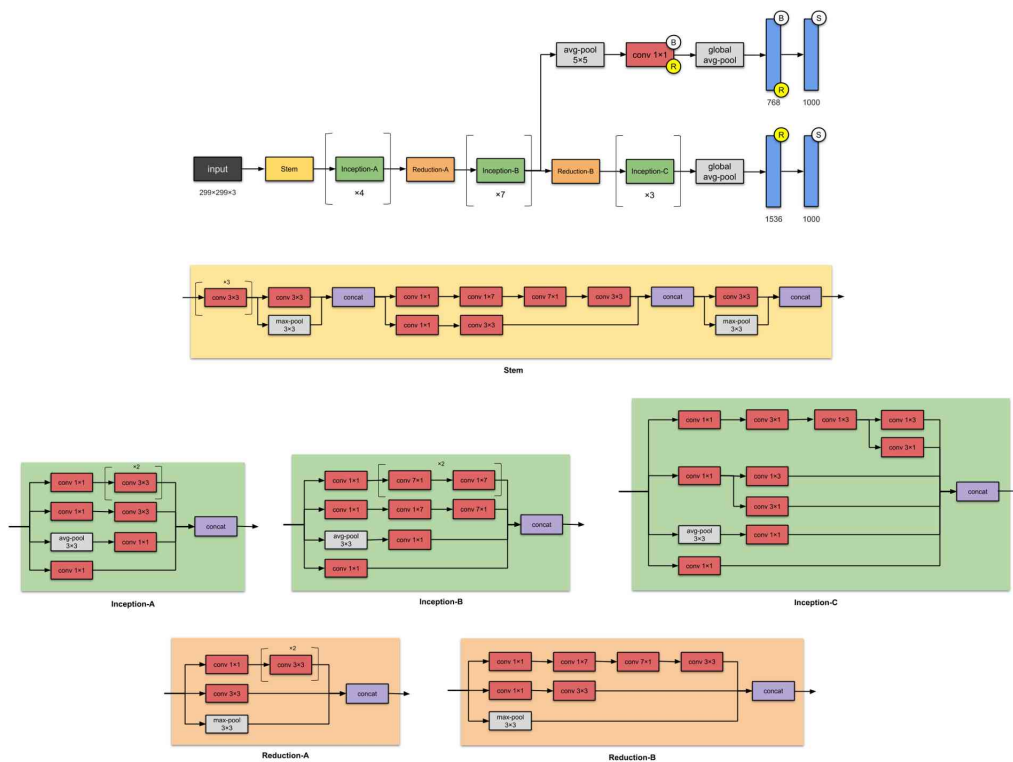 avg-pool
5×5
conv 1×1
B
R
global
avg-pool
B
R
768
S
1000
input
299×299×3
Stem
Inception-A
×4
Reduction-A
Inception-B
×7
Reduction-B
Inception-C
×3
global
avg-pool
R
1536
S
1000
×3
conv 3×3
conv 3×3
max-pool
3×3
concat
conv 1×1
conv 1×7
conv 7×1
conv 3×3
conv 1×1
conv 3×3
concat
conv 3×3
max-pool
3×3
concat
Stem
×2
conv 1×1
conv 3×3
conv 1×1
conv 3×3
avg-pool
3×3
conv 1×1
conv 1×1
concat
Inception-A
×2
conv 1×1
conv 7×1
conv 1×7
conv 1×1
conv 1×7
conv 7×1
avg-pool
3×3
conv 1×1
conv 1×1
concat
Inception-B
conv 1×1
conv 3×1
conv 1×3
conv 1×3
conv 3×1
conv 1×1
conv 1×3
conv 3×1
avg-pool
3×3
conv 1×1
conv 1×1
concat
Inception-C
×2
conv 1×1
conv 3×3
conv 3×3
max-pool
3×3
concat
Reduction-A
conv 1×1
conv 1×7
conv 7×1
conv 3×3
conv 1×1
conv 3×3
max-pool
3×3
concat
Reduction-B